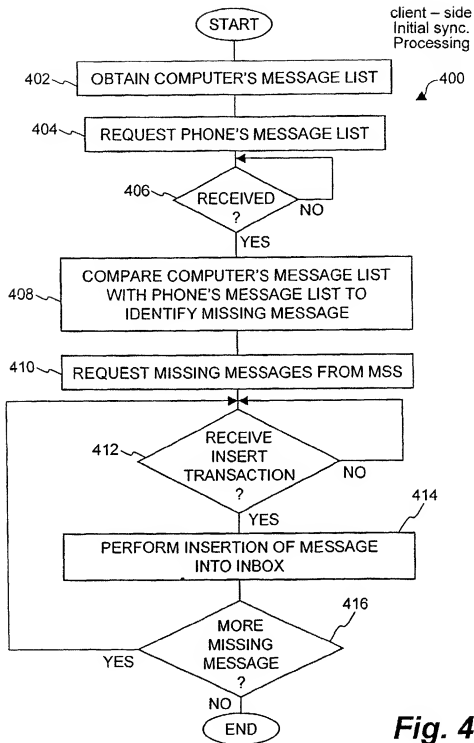 START
client – side
Initial sync.
Processing
400
402
OBTAIN COMPUTER'S MESSAGE LIST
404
REQUEST PHONE'S MESSAGE LIST
406
RECEIVED
?
NO
YES
408
COMPARE COMPUTER'S MESSAGE LIST
WITH PHONE'S MESSAGE LIST TO
IDENTIFY MISSING MESSAGE
410
REQUEST MISSING MESSAGES FROM MSS
412
RECEIVE
INSERT
TRANSACTION
?
NO
YES
414
PERFORM INSERTION OF MESSAGE
INTO INBOX
416
MORE
MISSING
MESSAGE
?
YES
NO
END
Fig. 4